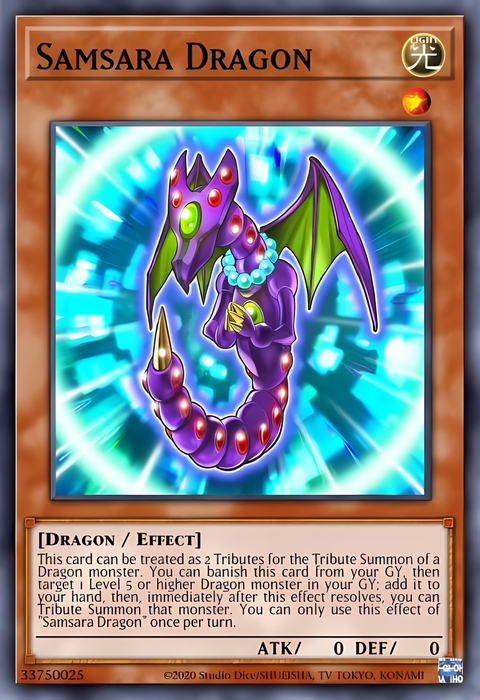 SAMSARA DRAGON
LIGHT
光
[DRAGON / EFFECT]
This card can be treated as 2 Tributes for the Tribute Summon of a
Dragon monster. You can banish this card from your GY, then
target 1 Level 5 or higher Dragon monster in your GY; add it to
your hand, then, immediately after this effect resolves, you can
Tribute Summon that monster. You can only use this effect of
"Samsara Dragon" once per turn.
ATK/ 0 DEF/ 0
33750025 ©2020 Studio Dice/SHUEISHA, TV TOKYO, KONAMI